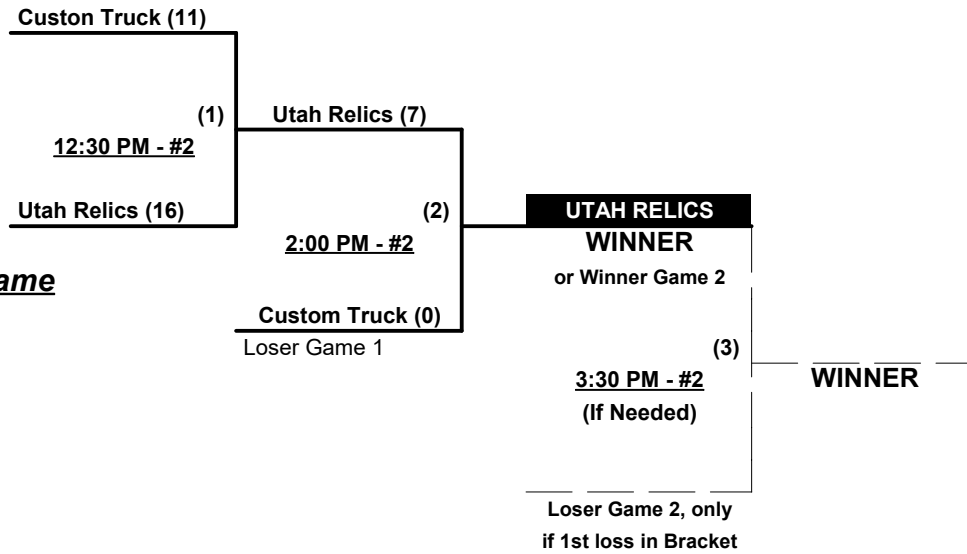 Custon Truck (11)
(1)
Utah Relics (7)
12:30 PM - #2
Utah Relics (16)
(2)
UTAH RELICS
2:00 PM - #2
WINNER
ame
or Winner Game 2
Custom Truck (0)
Loser Game 1
(3)
3:30 PM - #2
WINNER
(If Needed)
Loser Game 2, only
if 1st loss in Bracket